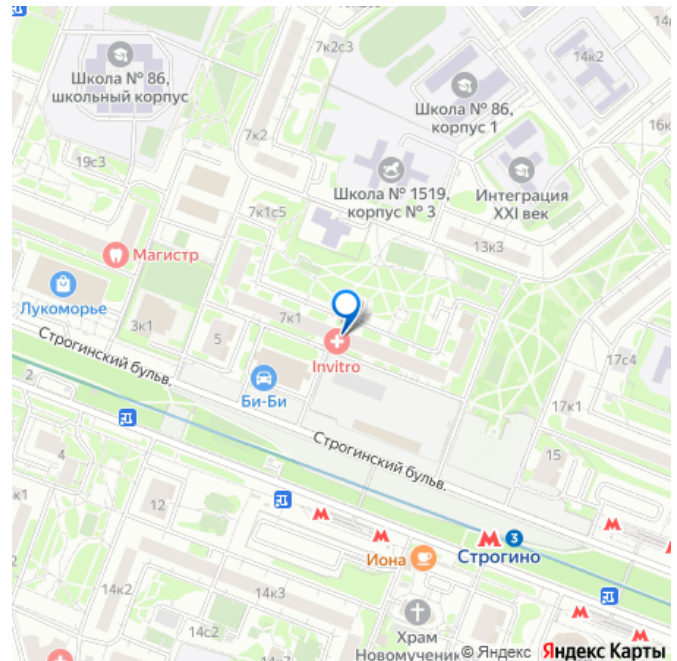 7к2с3
14к2
Школа № 86,
школьный корпус
Школа № 86,
корпус 1
7к2
19с3
Школа № 1519,
корпус № 3
Интеграция
XXI век
7к1с5
13к3
Магистр
Лукоморье
7к1
3к1
5
Invitro
17с4
Строгинский бульв.
2
Би-Би
17к1
Строгинский бульв.
4
15
12
3
Строгино
Иона
14к2
14к3
14с2
Храм
Новомученик
© Яндекс Яндекс Карты